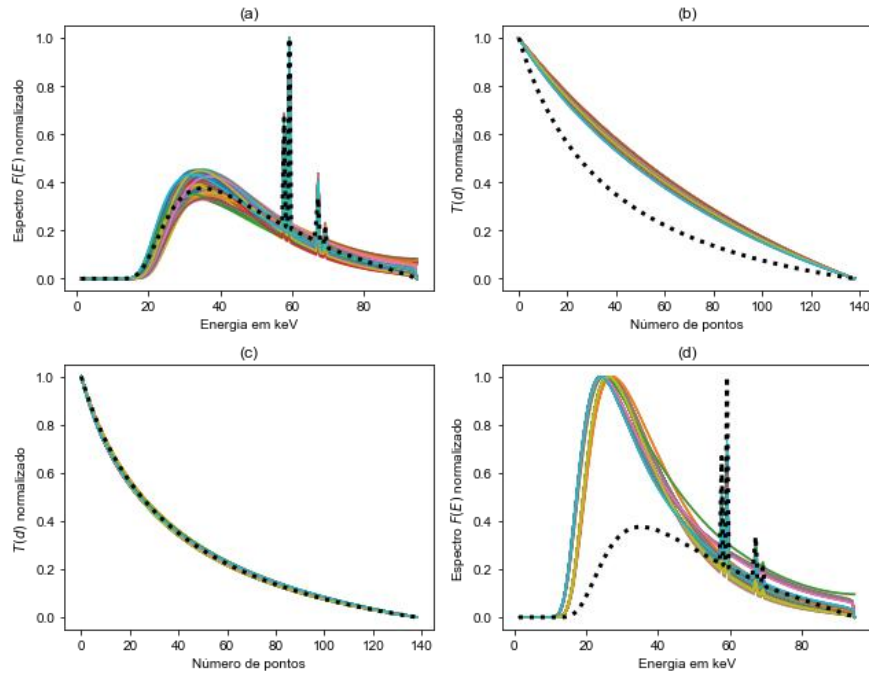 (a)
Espectro F(E) normalizado
1.0
0.8
0.6
0.4
0.2
0.0
0 20 40 60 80
Energia em keV
(b)
T(d) normalizado
1.0
0.8
0.6
0.4
0.2
0.0
0 20 40 60 80 100 120 140
Número de pontos
(c)
T(d) normalizado
1.0
0.8
0.6
0.4
0.2
0.0
0 20 40 60 80 100 120 140
Número de pontos
(d)
Espectro F(E) normalizado
1.0
0.8
0.6
0.4
0.2
0.0
0 20 40 60 80
Energia em keV